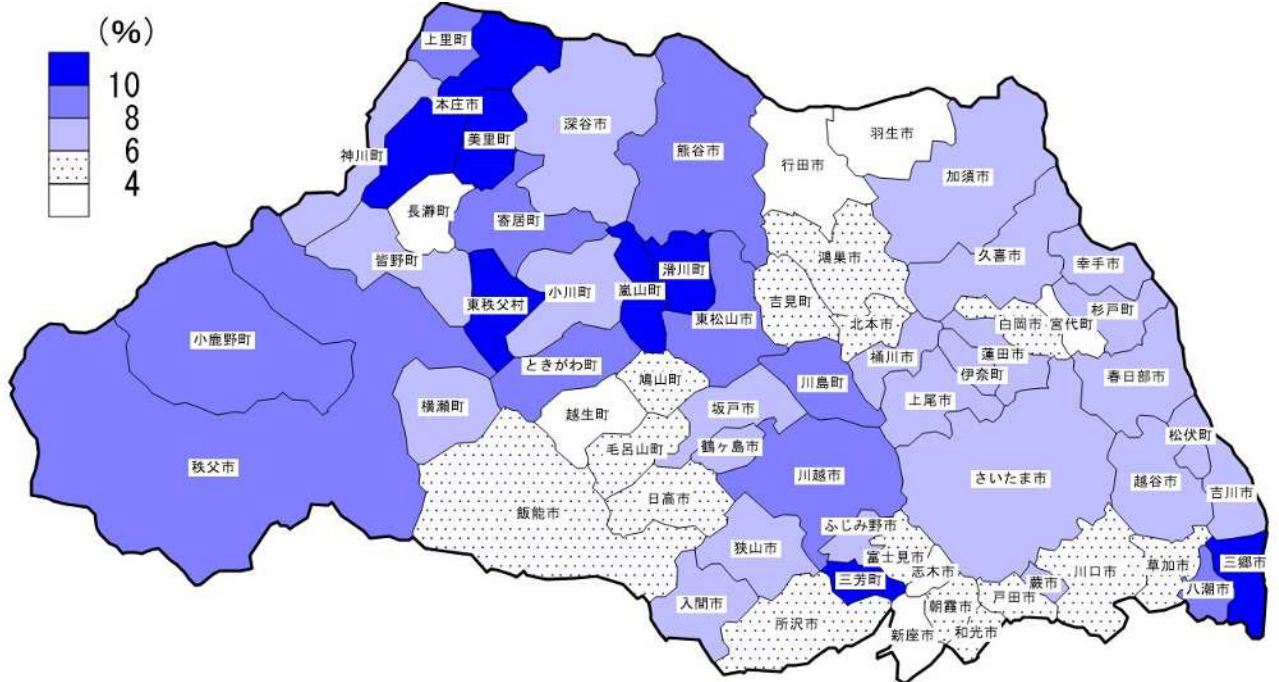 (%)
10
8
6
4
上里町
本庄市
美里町
神川町
深谷市
熊谷市
行田市
羽生市
加須市
長瀞町
寄居町
皆野町
東秩父村
小川町
嵐山町
滑川町
東松山市
吉見町
鴻巣市
北本市
久喜市
幸手市
杉戸町
白岡市
宮代町
蓮田市
桶川市
伊奈町
上尾市
春日部市
小鹿野町
秩父市
横瀬町
ときがわ町
鳩山町
越生町
毛呂山町
坂戸市
鶴ヶ島市
川島町
川越市
日高市
飯能市
狭山市
入間市
所沢市
ふじみ野市
富士見市
三芳町
志木市
新座市
朝霞市
和光市
戸田市
蕨市
川口市
さいたま市
越谷市
松伏町
吉川市
草加市
八潮市
三郷市